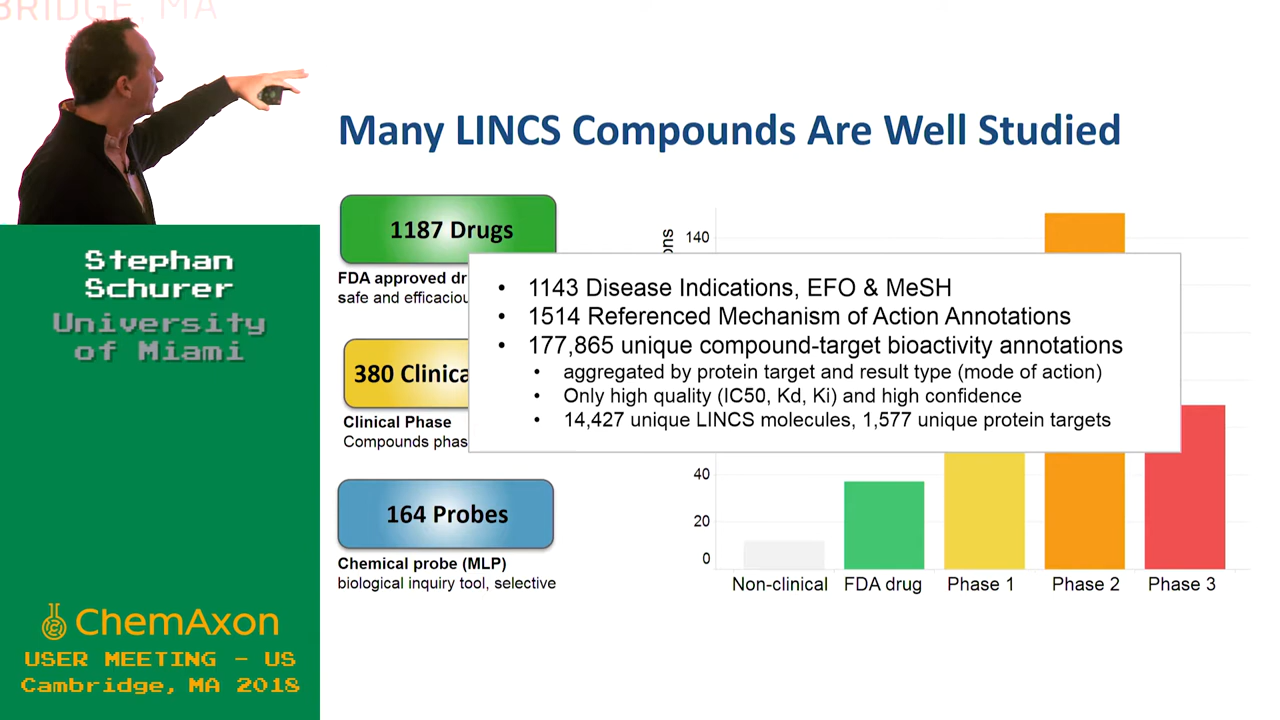 BRIDGE, MA
Many LINCS Compounds Are Well Studied
Stephan
Schurer
University
of Miami
ChemAxon
USER MEETING - US
Cambridge, MA 2018
1187 Drugs
FDA approved
safe and
380
Clinical Phase
Compounds
164 Probes
Chemical probe (MLP)
biological inquiry tool, selective
• 1143 Disease Indications, EFO & MeSH
• 1514 Referenced Mechanism of Action Annotations
• 177,865 unique compound-target bioactivity annotations
• aggregated by protein target and result type (mode of action)
• Only high quality (IC50, Kd, Ki) and high confidence
• 14,427 unique LINCS molecules, 1,577 unique protein targets
140
40
20
0
Non-clinical FDA drug Phase 1 Phase 2 Phase 3